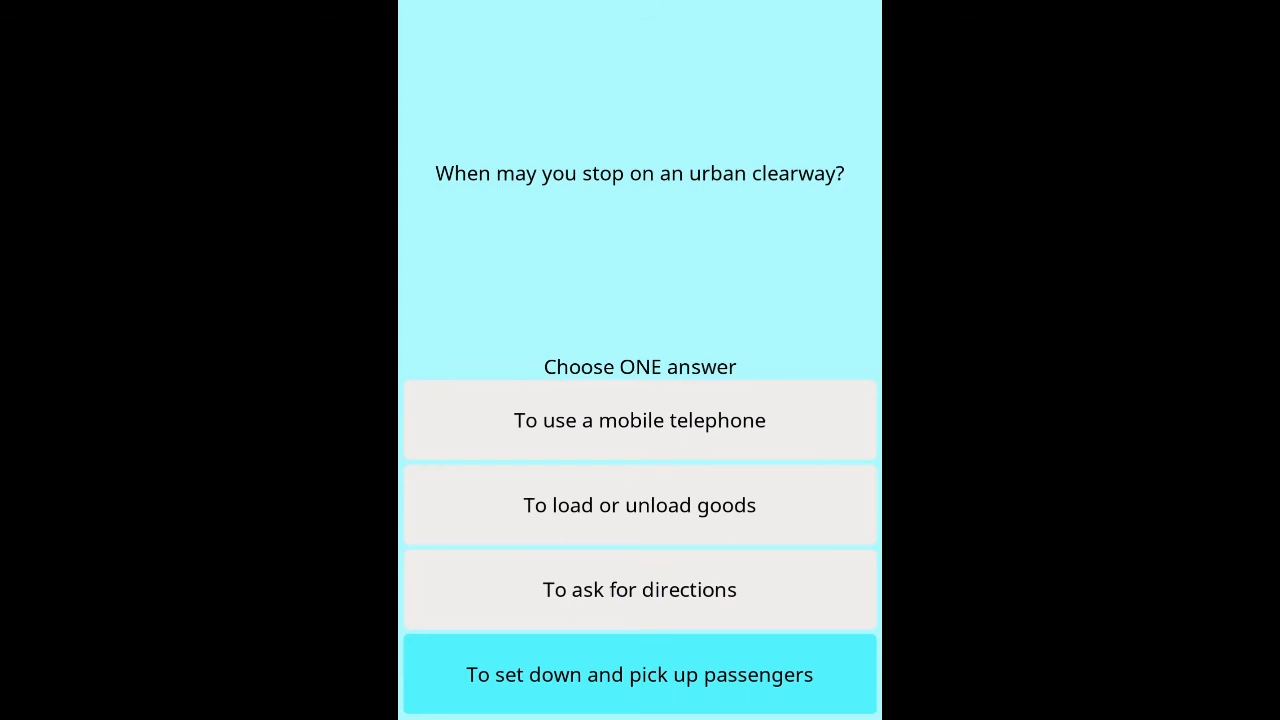 When may you stop on an urban clearway?
Choose ONE answer
To use a mobile telephone
To load or unload goods
To ask for directions
To set down and pick up passengers